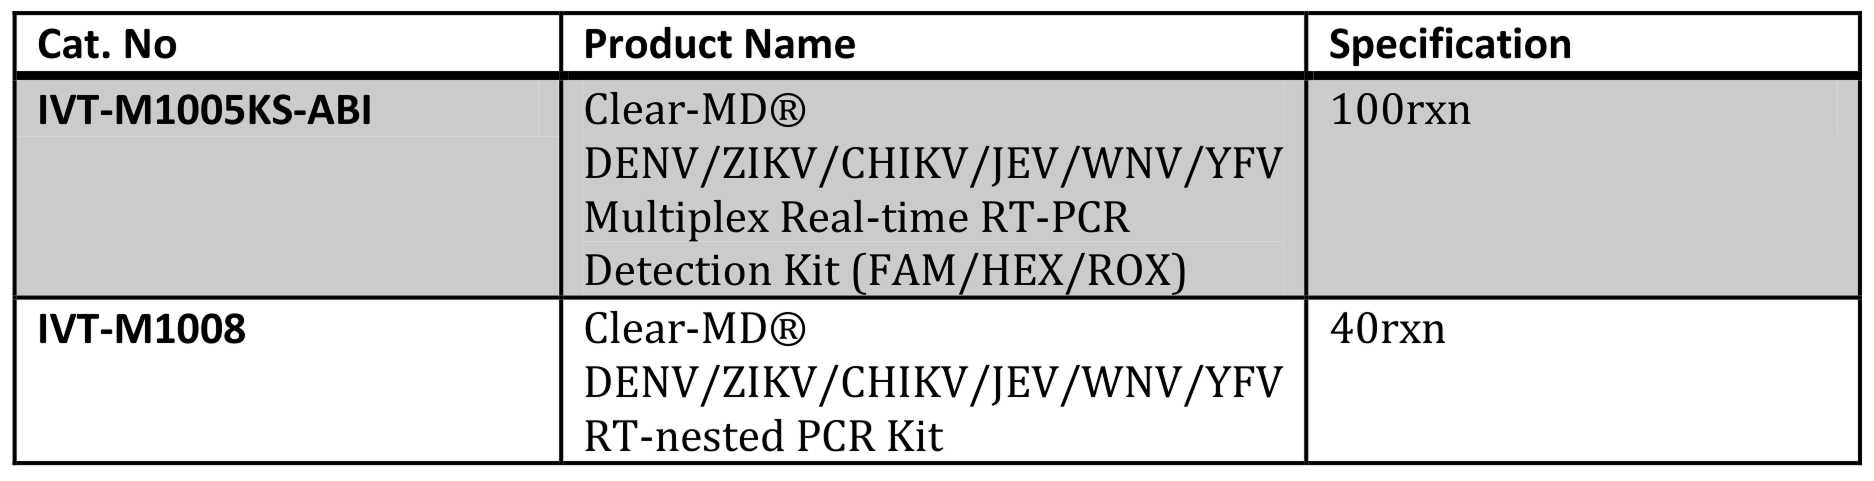 Cat. No Product Name Specification
IVT-M1005KS-ABI Clear-MD® 100rxn
DENV/ZIKV/CHIKV/JEV/WNV/YFV
Multiplex Real-time RT-PCR
Detection Kit (FAM/HEX/ROX)
IVT-M1008 Clear-MD® 40rxn
DENV/ZIKV/CHIKV/JEV/WNV/YFV
RT-nested PCR Kit